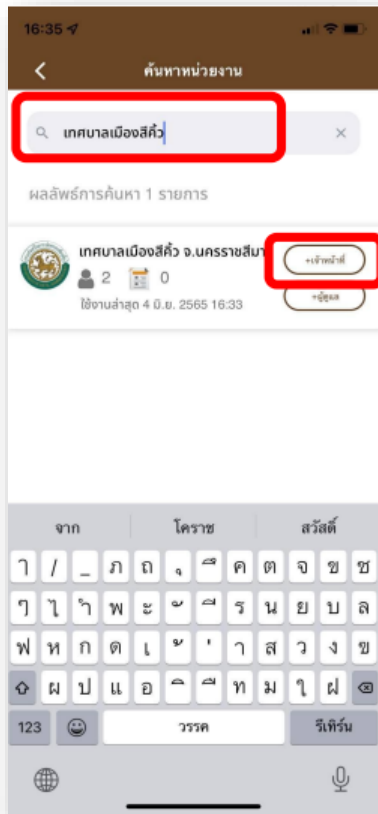 16:35
ค้นหาหน่วยงาน
เทศบาลเมืองสีคิ้ว
ผลลัพธ์การค้นหา 1 รายการ
เทศบาลเมืองสีคิ้ว จ.นครราชสีมา
+เจ้าหน้าที่
2 0
+ผู้ดูแล
ใช้งานล่าสุด 4 มิ.ย. 2565 16:33
จาก โคราช สวัสดิ์
ๅ / _ ภ ถ ุ ึ ค ต จ ข ช
ๆ ไ ำ พ ะ ั ี ร น ย บ ล
ฟ ห ก ด เ ้ ่ า ส ว ง ฃ
ผ ป แ อ ิ ื ท ม ใ ฝ
123 วรรค รีเทิร์น